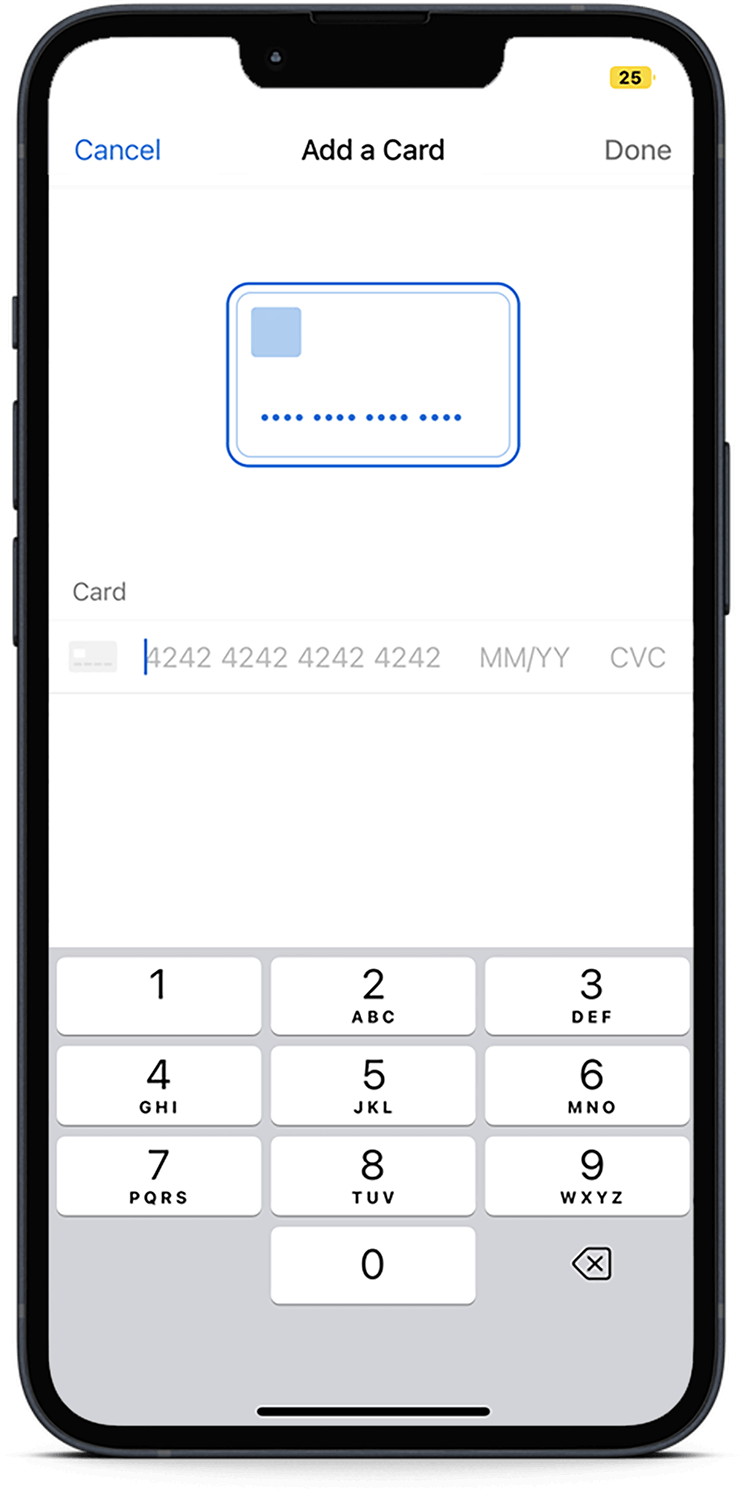 25
Cancel Add a Card Done
Card
4242 4242 4242 4242 MM/YY CVC
1 2 3
ABC DEF
4 5 6
GHI JKL MNO
7 8 9
PQRS TUV WXYZ
0